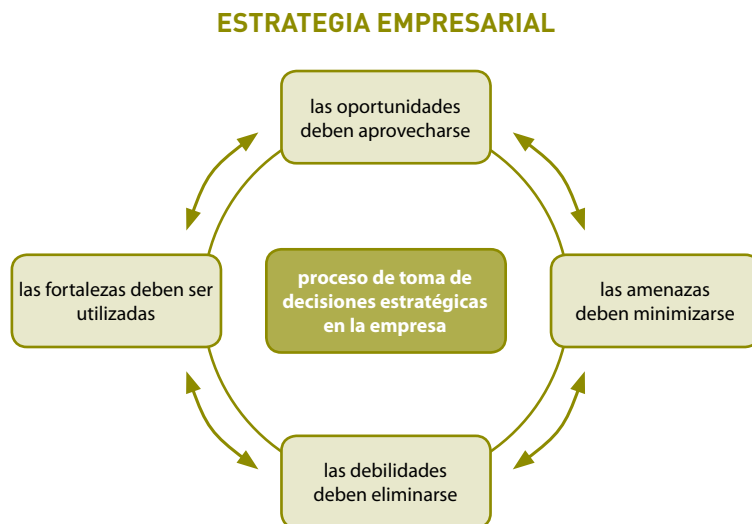 ESTRATEGIA EMPRESARIAL
las oportunidades
deben aprovecharse
las fortalezas deben ser
utilizadas
proceso de toma de
decisiones estratégicas
en la empresa
las amenazas
deben minimizarse
las debilidades
deben eliminarse